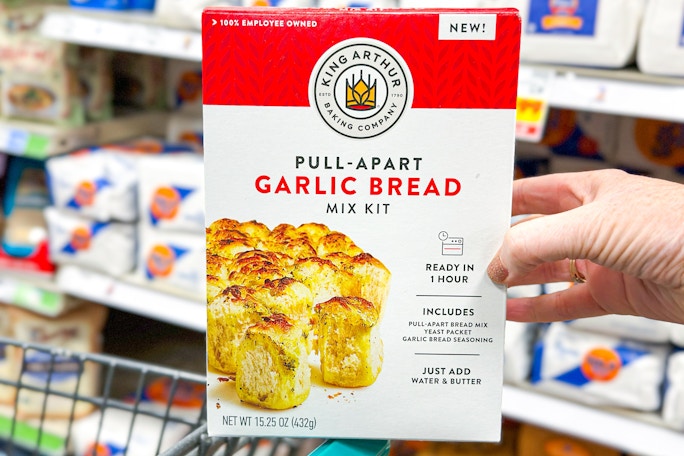 > 100% EMPLOYEE OWNED
NEW!
KING ARTHUR
ESTD 1790
BAKING COMPANY
PULL-APART
GARLIC BREAD
MIX KIT
READY IN
1 HOUR
INCLUDES
PULL-APART BREAD MIX
YEAST PACKET
GARLIC BREAD SEASONING
JUST ADD
WATER & BUTTER
NET WT 15.25 OZ (432g)